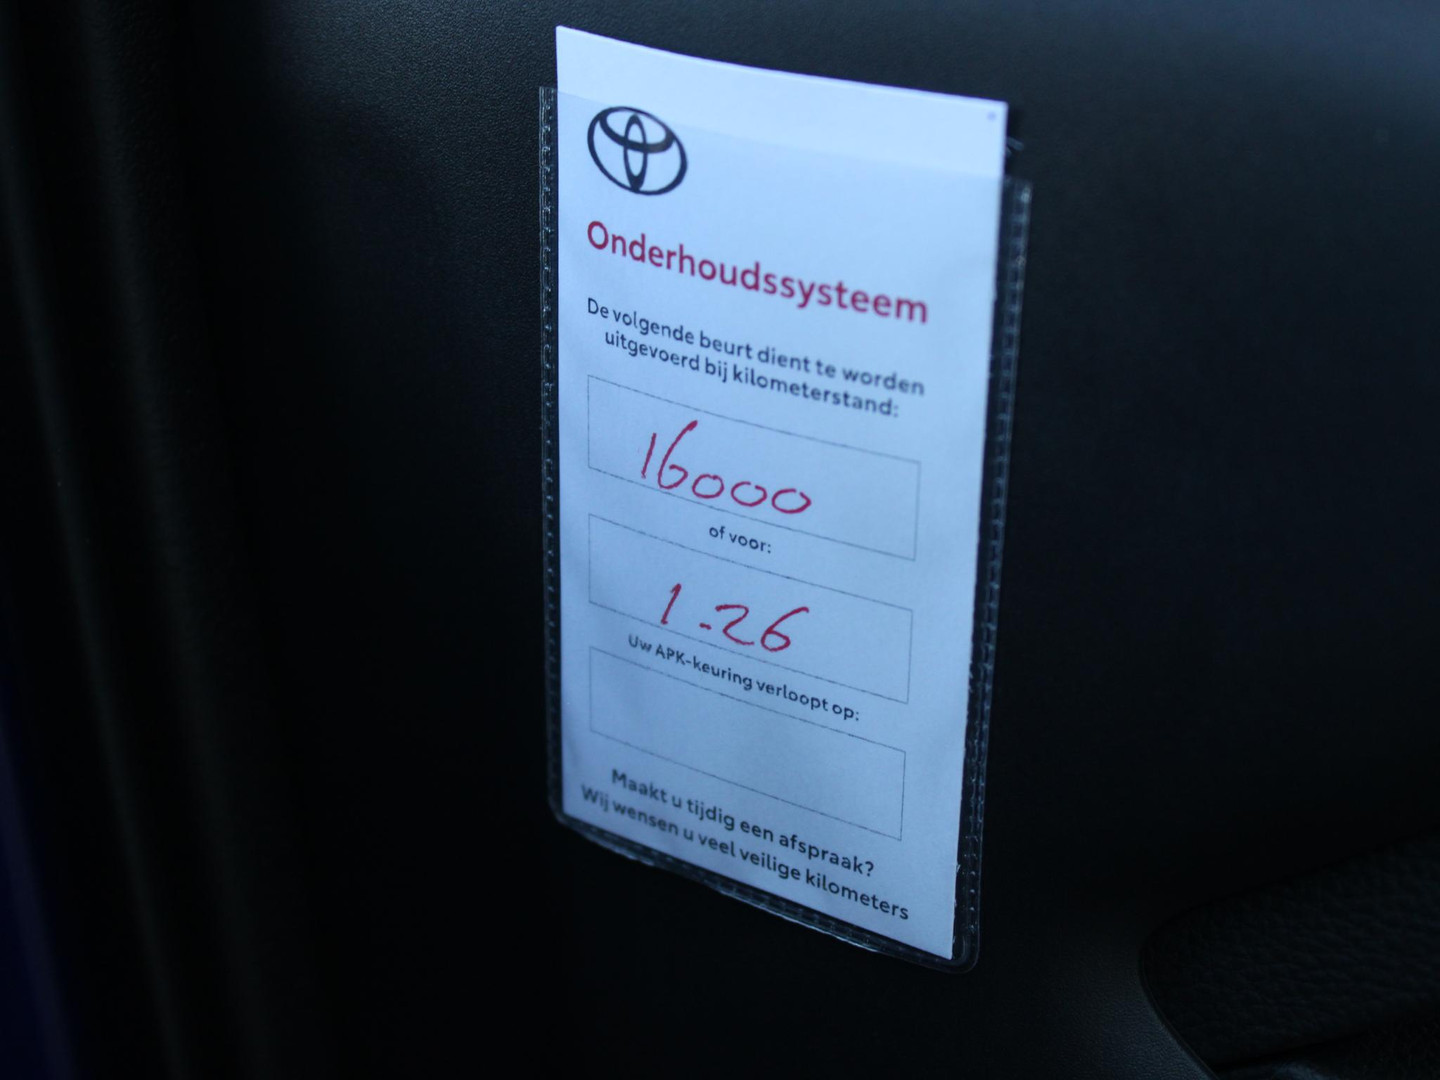 Onderhoudssysteem
De volgende beurt dient te worden
uitgevoerd bij kilometerstand:
16000
of voor:
1-26
Uw APK-keuring verloopt op:
Maakt u tijdig een afspraak?
Wij wensen u veel veilige kilometers